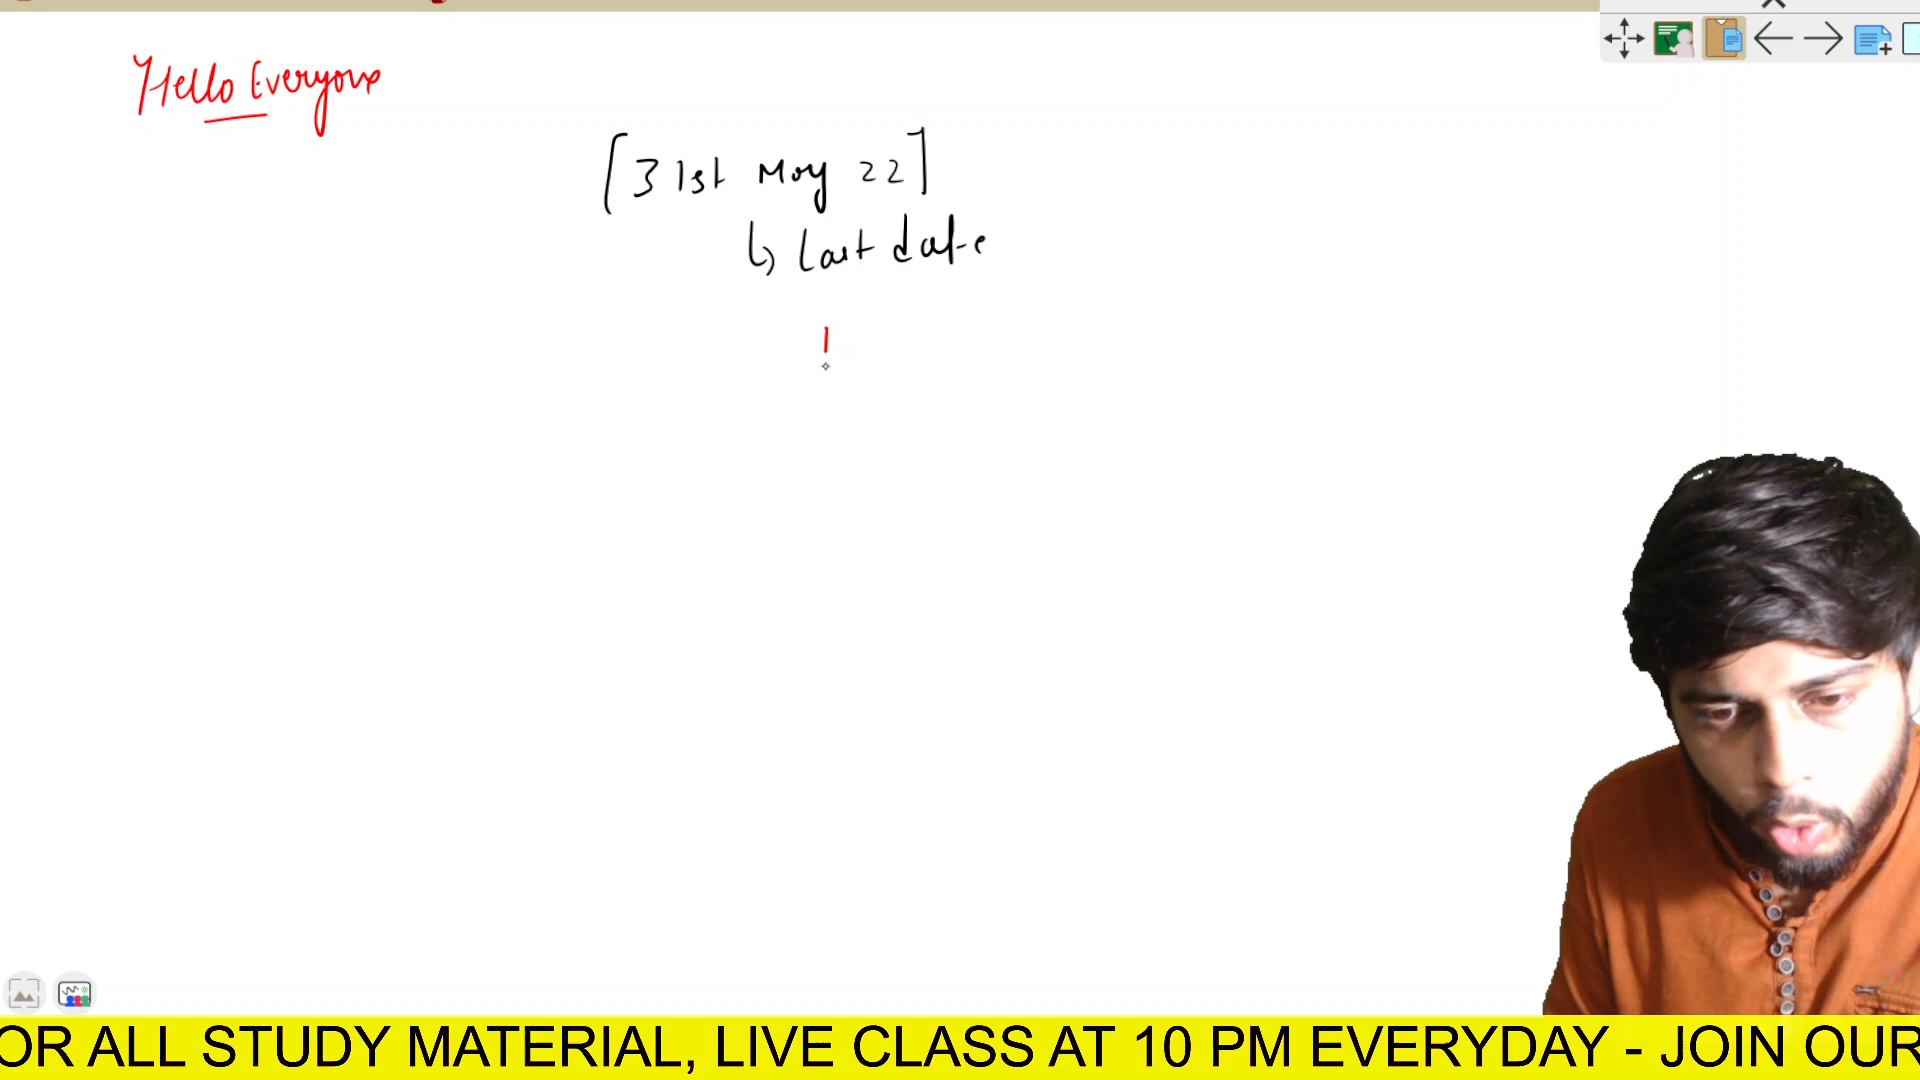 Hello Everyone
[31st May 22]
↳ Last date
OR ALL STUDY MATERIAL, LIVE CLASS AT 10 PM EVERYDAY - JOIN OUR